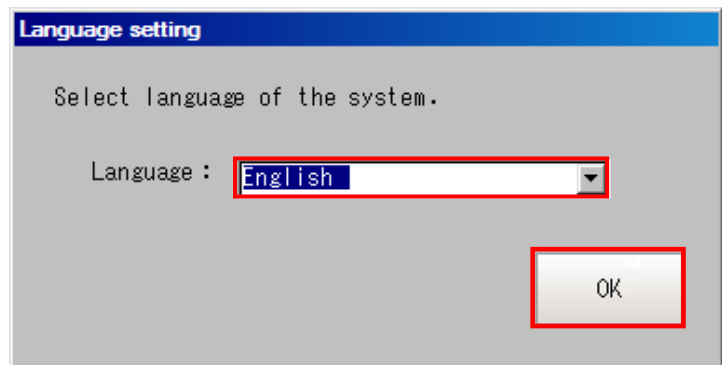 Language setting
Select language of the system.
Language : English
OK